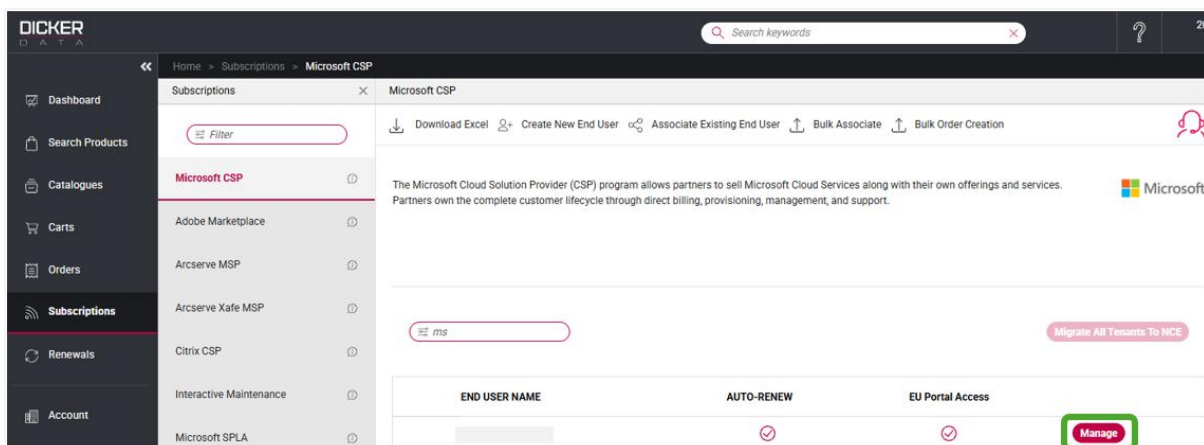 DICKER
DATA
Search keywords
?
Home > Subscriptions > Microsoft CSP
Dashboard
Search Products
Catalogues
Carts
Orders
Subscriptions
Renewals
Account
Subscriptions
Filter
Microsoft CSP
Adobe Marketplace
Arcserve MSP
Arcserve Xafe MSP
Citrix CSP
Interactive Maintenance
Microsoft SPLA
Microsoft CSP
Download Excel Create New End User Associate Existing End User Bulk Associate Bulk Order Creation
The Microsoft Cloud Solution Provider (CSP) program allows partners to sell Microsoft Cloud Services along with their own offerings and services.
Partners own the complete customer lifecycle through direct billing, provisioning, management, and support.
Microsoft
ms
Migrate All Tenants To NCE
END USER NAME AUTO-RENEW EU Portal Access
Manage